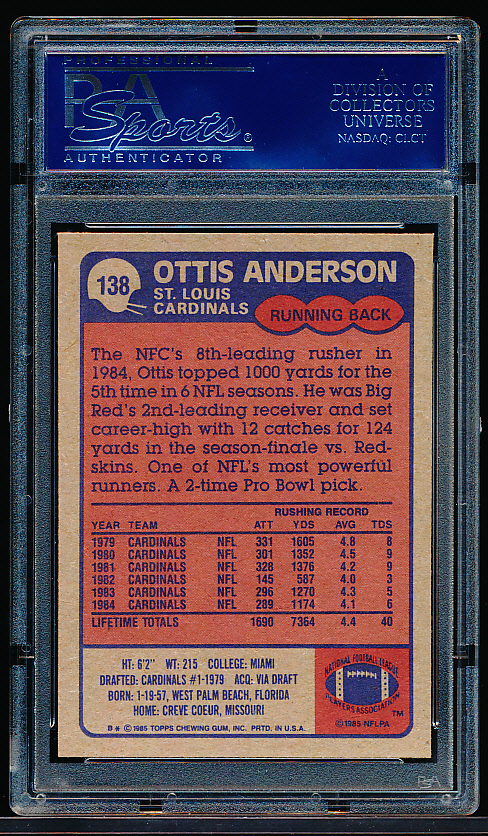 PROFESSIONAL
PSA
Sports®
AUTHENTICATOR
A
DIVISION OF
COLLECTORS
UNIVERSE
NASDAQ: CLCT
138
OTTIS ANDERSON
ST. LOUIS
CARDINALS
RUNNING BACK
The NFC's 8th-leading rusher in
1984, Ottis topped 1000 yards for the
5th time in 6 NFL seasons. He was Big
Red's 2nd-leading receiver and set
career-high with 12 catches for 124
yards in the season-finale vs. Red-
skins. One of NFL's most powerful
runners. A 2-time Pro Bowl pick.
RUSHING RECORD
YEAR TEAM ATT YDS AVG TDS
1979 CARDINALS NFL 331 1605 4.8 8
1980 CARDINALS NFL 301 1352 4.5 9
1981 CARDINALS NFL 328 1376 4.2 9
1982 CARDINALS NFL 145 587 4.0 3
1983 CARDINALS NFL 296 1270 4.3 5
1984 CARDINALS NFL 289 1174 4.1 6
LIFETIME TOTALS 1690 7364 4.4 40
HT: 6'2" WT: 215 COLLEGE: MIAMI
DRAFTED: CARDINALS #1-1979 ACQ: VIA DRAFT
BORN: 1-19-57, WEST PALM BEACH, FLORIDA
HOME: CREVE COEUR, MISSOURI
B* © 1985 TOPPS CHEWING GUM, INC. PRTD. IN U.S.A.
NATIONAL FOOTBALL LEAGUE
PLAYERS ASSOCIATION
TM
© 1985 NFLPA
PSA